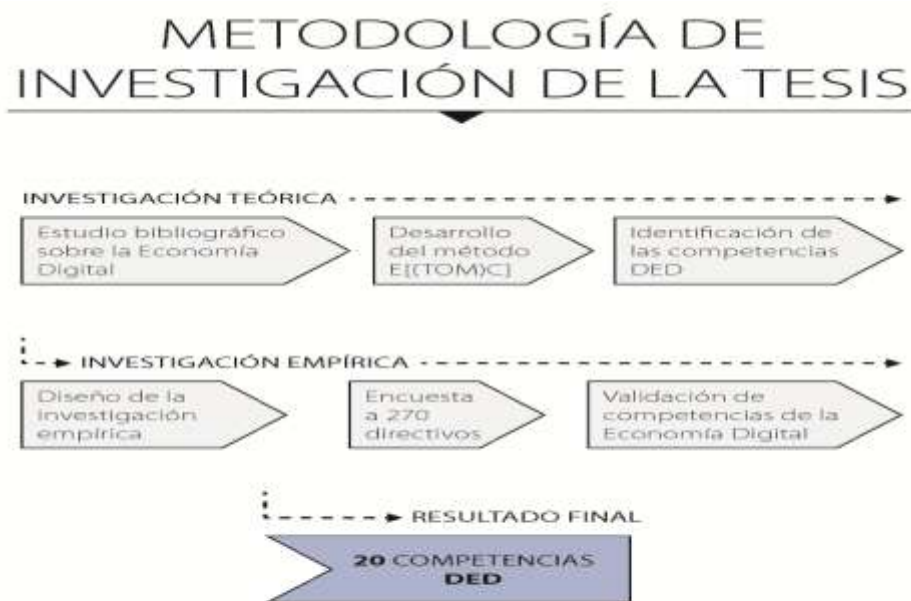 METODOLOGÍA DE
INVESTIGACIÓN DE LA TESIS
INVESTIGACIÓN TEÓRICA
Estudio bibliográfico
sobre la Economía
Digital
Desarrollo
del método
E[(TOM)C]
Identificación de
las competencias
DED
INVESTIGACIÓN EMPÍRICA
Diseño de la
investigación
empírica
Encuesta
a 270
directivos
Validación de
competencias de la
Economía Digital
RESULTADO FINAL
20 COMPETENCIAS
DED